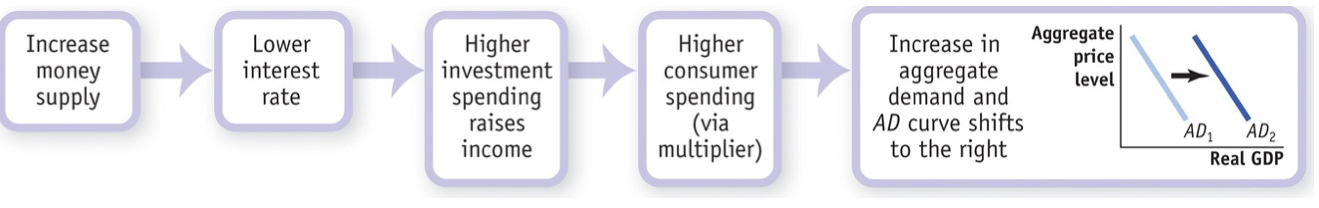 Increase
money
supply
Lower
interest
rate
Higher
investment
spending
raises
income
Higher
consumer
spending
(via
multiplier)
Increase in
aggregate
demand and
AD curve shifts
to the right
Aggregate
price
level
AD1
AD2
Real GDP